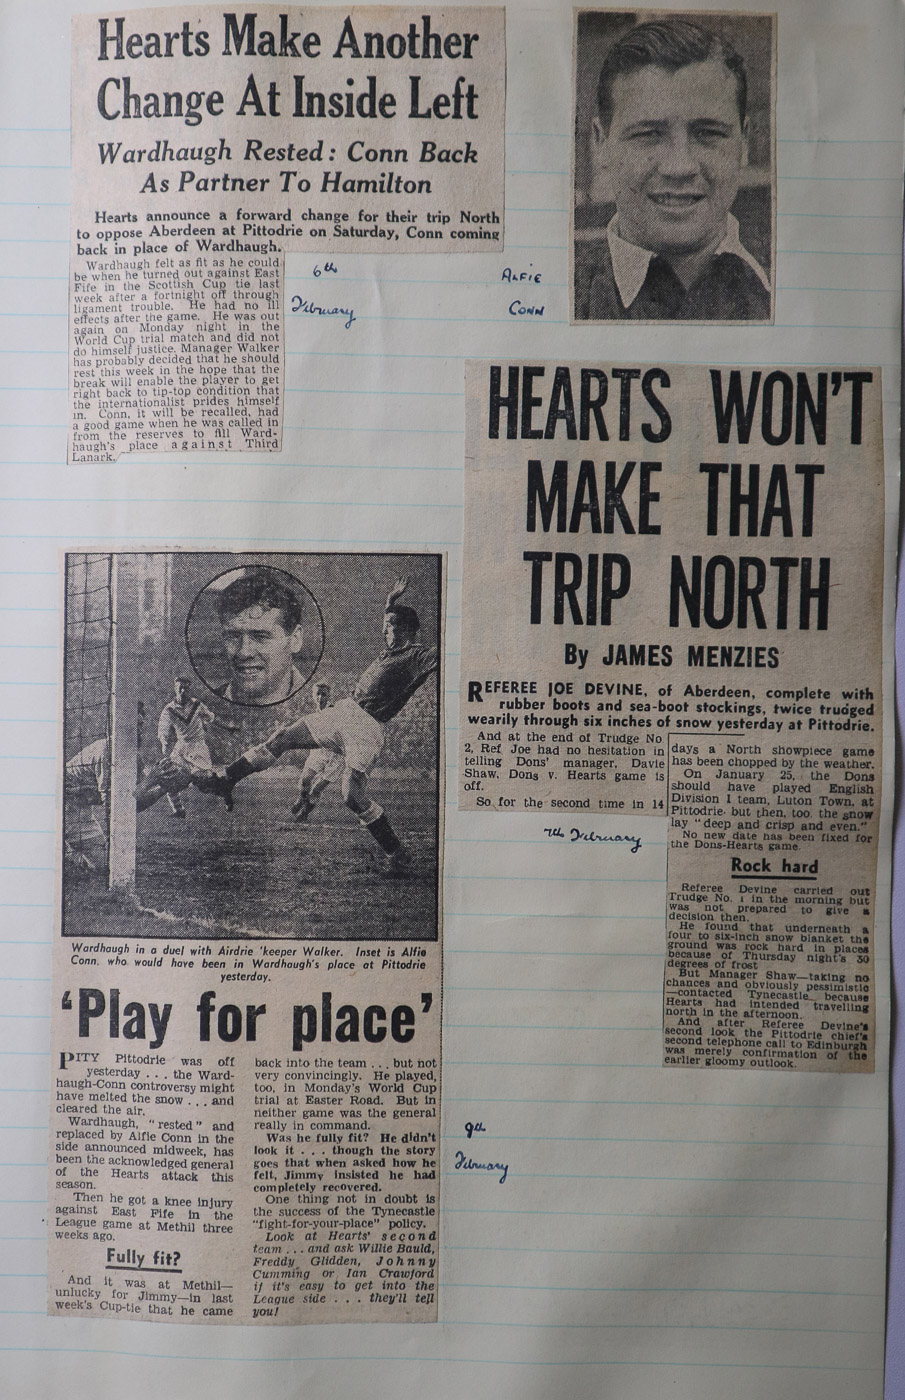 Hearts Make Another
Change At Inside Left
Wardhaugh Rested: Conn Back
As Partner To Hamilton
Hearts announce a forward change for their trip North
to oppose Aberdeen at Pittodrie on Saturday, Conn coming
back in place of Wardhaugh.
Wardhaugh felt as fit as he could
be when he turned out against East
Fife in the Scottish Cup tie last
week after a fortnight off through
ligament trouble. He had no ill
effects after the game. He was out
again on Monday night in the
World Cup trial match and did not
do himself justice. Manager Walker
has probably decided that he should
rest this week in the hope that the
break will enable the player to get
right back to tip-top condition that
the internationalist prides himself
in. Conn, it will be recalled, had
a good game when he was called in
from the reserves to fill Ward-
haugh's place against Third
Lanark.
6th
February
ALFIE
CONN
HEARTS WON'T
MAKE THAT
TRIP NORTH
By JAMES MENZIES
REFEREE JOE DEVINE, of Aberdeen, complete with
rubber boots and sea-boot stockings, twice trudged
wearily through six inches of snow yesterday at Pittodrie.
And at the end of Trudge No
2, Ref Joe had no hesitation in
telling Dons' manager, Davie
Shaw, Dons v. Hearts game is
off.
So for the second time in 14
days a North showpiece game
has been chopped by the weather.
On January 25, the Dons
should have played English
Division I team, Luton Town, at
Pittodrie. but then, too, the snow
lay "deep and crisp and even."
No new date has been fixed for
the Dons-Hearts game.
Rock hard
Referee Devine carried out
Trudge No. 1 in the morning but
was not prepared to give a
decision then.
He found that underneath a
four to six-inch snow blanket the
ground was rock hard in places
because of Thursday night's 30
degrees of frost
But Manager Shaw—taking no
chances and obviously pessimistic
—contacted Tynecastle because
Hearts had intended travelling
north in the afternoon.
And after Referee Devine's
second look the Pittodrie chief's
second telephone call to Edinburgh
was merely confirmation of the
earlier gloomy outlook.
7th February
Wardhaugh in a duel with Airdrie 'keeper Walker. Inset is Alfie
Conn, who would have been in Wardhaugh's place at Pittodrie
yesterday.
'Play for place'
PITY Pittodrie was off
yesterday . . . the Ward-
haugh-Conn controversy might
have melted the snow . . . and
cleared the air.
Wardhaugh, "rested" and
replaced by Alfie Conn in the
side announced midweek, has
been the acknowledged general
of the Hearts attack this
season.
Then he got a knee injury
against East Fife in the
League game at Methil three
weeks ago.
Fully fit?
And it was at Methil—
unlucky for Jimmy—in last
week's Cup-tie that he came
back into the team . . . but not
very convincingly. He played,
too, in Monday's World Cup
trial at Easter Road. But in
neither game was the general
really in command.
Was he fully fit? He didn't
look it . . . though the story
goes that when asked how he
felt, Jimmy insisted he had
completely recovered.
One thing not in doubt is
the success of the Tynecastle
"fight-for-your-place" policy.
Look at Hearts' second
team . . . and ask Willie Bauld,
Freddy Glidden, Johnny
Cumming or Ian Crawford
if it's easy to get into the
League side . . . they'll tell
you!
9th
February